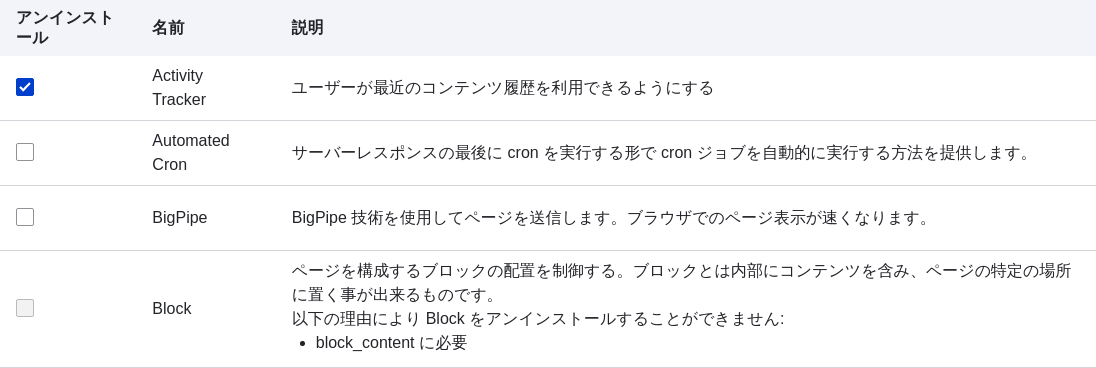 アンインスト
ール
名前
説明
Activity
Tracker
ユーザーが最近のコンテンツ履歴を利用できるようにする
Automated
Cron
サーバーレスポンスの最後に cron を実行する形で cron ジョブを自動的に実行する方法を提供します。
BigPipe
BigPipe 技術を使用してページを送信します。ブラウザでのページ表示が速くなります。
Block
ページを構成するブロックの配置を制御する。ブロックとは内部にコンテンツを含み、ページの特定の場所
に置く事が出来るものです。
以下の理由により Block をアンインストールすることができません:
• block_content に必要